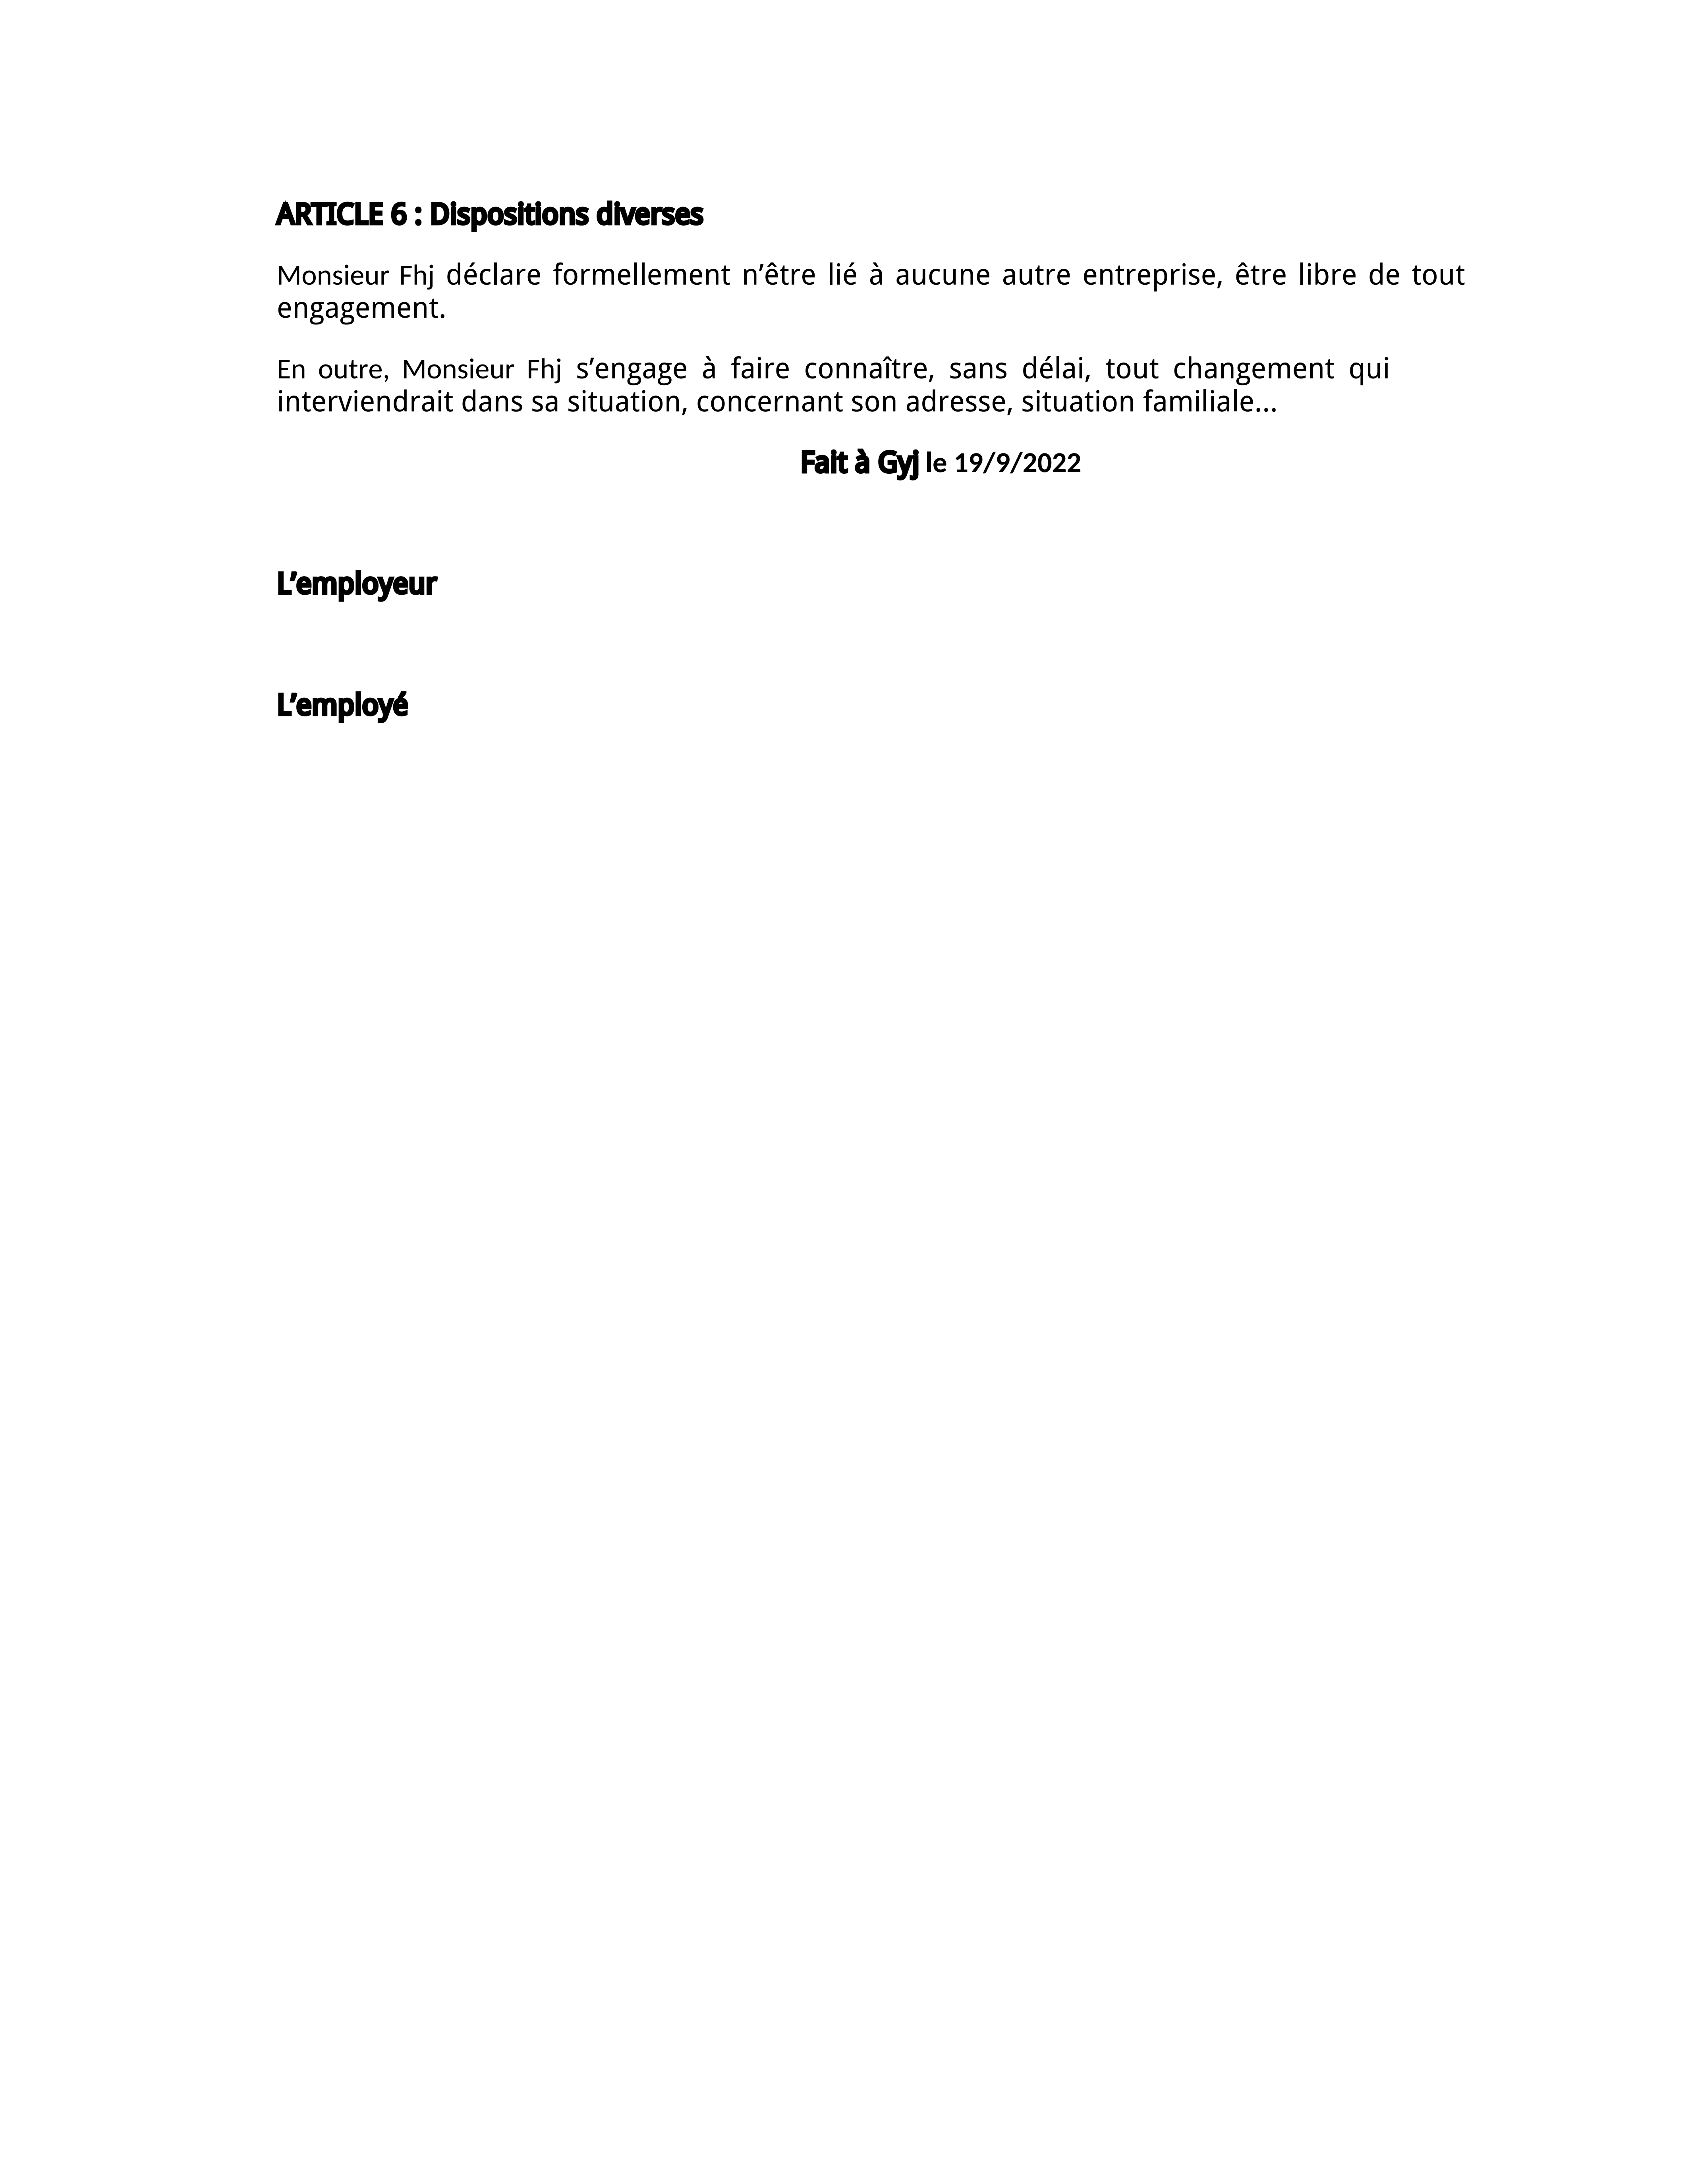 ARTICLE 6 : Dispositions diverses
Monsieur Fhj déclare formellement n’être lié à aucune autre entreprise, être libre de tout
engagement.
En outre, Monsieur Fhj s’engage à faire connaître, sans délai, tout changement qui
interviendrait dans sa situation, concernant son adresse, situation familiale…
Fait à Gyj le 19/9/2022
L’employeur
L’employé